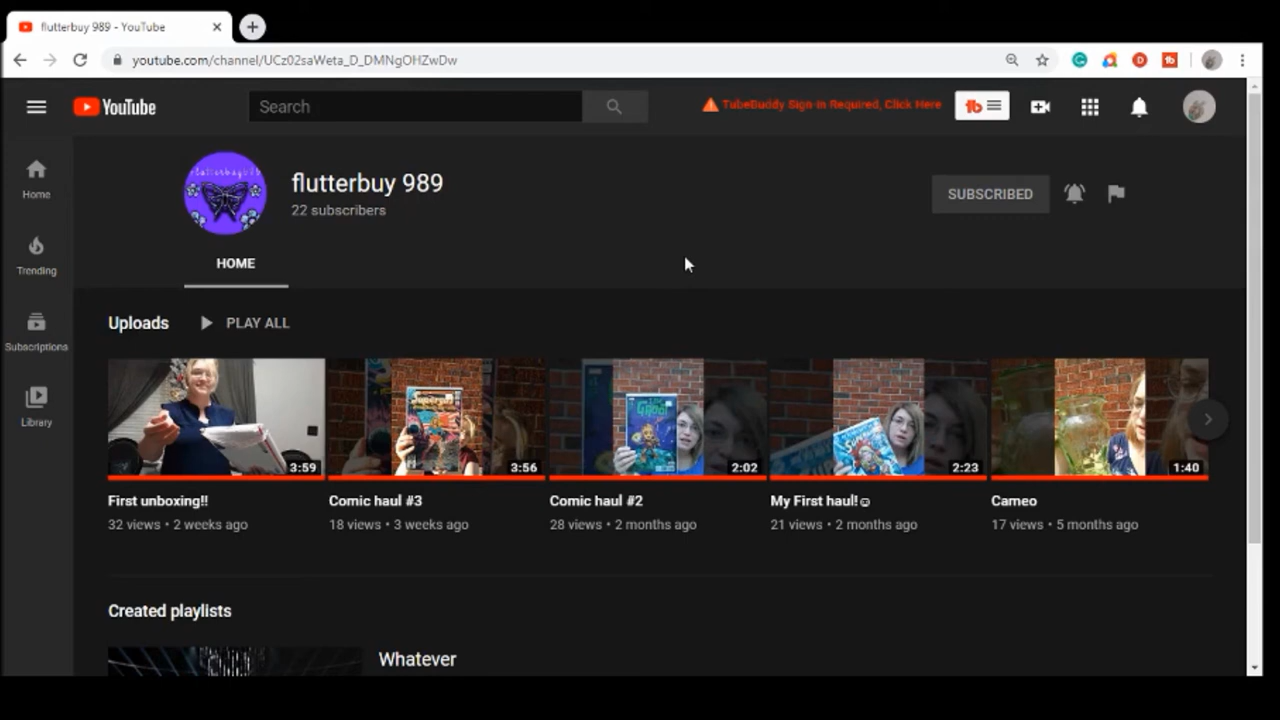 flutterbuy 989 - YouTube
youtube.com/channel/UCz02saWeta_D_DMNgOHZwDw
YouTube
Search
TubeBuddy Sign-In Required, Click Here
tb
Home
Trending
Subscriptions
Library
flutterbuy 989
22 subscribers
SUBSCRIBED
HOME
Uploads
PLAY ALL
3:59
3:56
2:02
2:23
1:40
First unboxing!!
32 views • 2 weeks ago
Comic haul #3
18 views • 3 weeks ago
Comic haul #2
28 views • 2 months ago
My First haul!☺
21 views • 2 months ago
Cameo
17 views • 5 months ago
Created playlists
Whatever